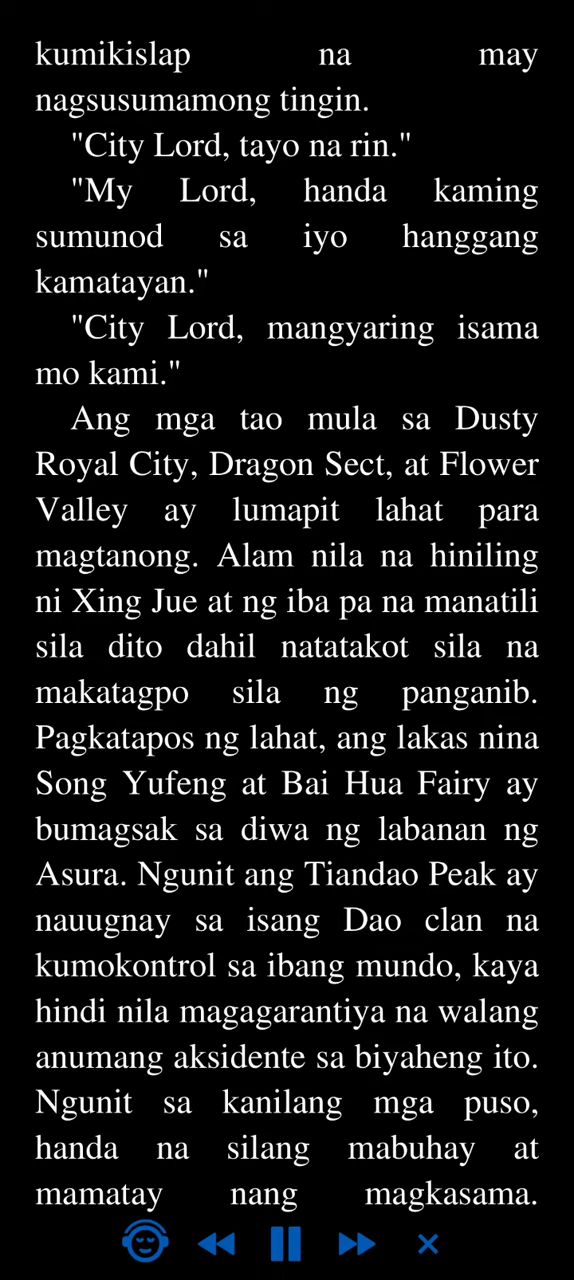 kumikislap na may
nagsusumamong tingin.
"City Lord, tayo na rin."
"My Lord, handa kaming
sumunod sa iyo hanggang
kamatayan."
"City Lord, mangyaring isama
mo kami."
Ang mga tao mula sa Dusty
Royal City, Dragon Sect, at Flower
Valley ay lumapit lahat para
magtanong. Alam nila na hiniling
ni Xing Jue at ng iba pa na manatili
sila dito dahil natatakot sila na
makatagpo sila ng panganib.
Pagkatapos ng lahat, ang lakas nina
Song Yufeng at Bai Hua Fairy ay
bumagsak sa diwa ng labanan ng
Asura. Ngunit ang Tiandao Peak ay
nauugnay sa isang Dao clan na
kumokontrol sa ibang mundo, kaya
hindi nila magagarantiya na walang
anumang aksidente sa biyaheng ito.
Ngunit sa kanilang mga puso,
handa na silang mabuhay at
mamatay nang magkasama.